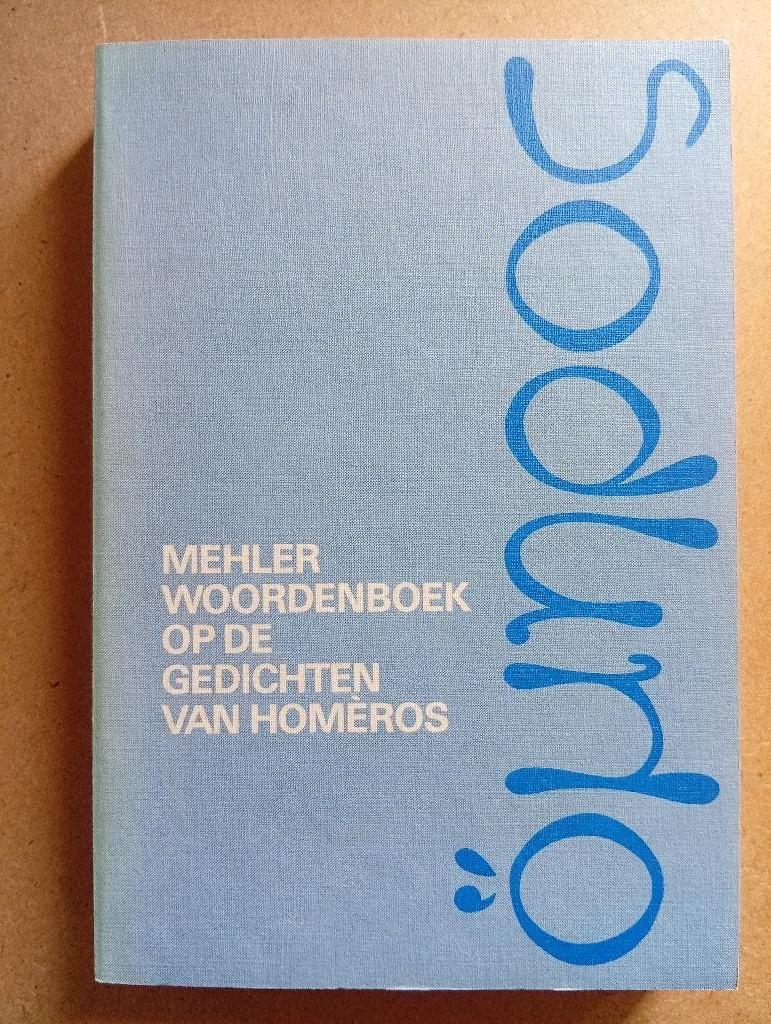 MEHLER
WOORDENBOEK
OP DE
GEDICHTEN
VAN HOMÈROS
ὅμηρος